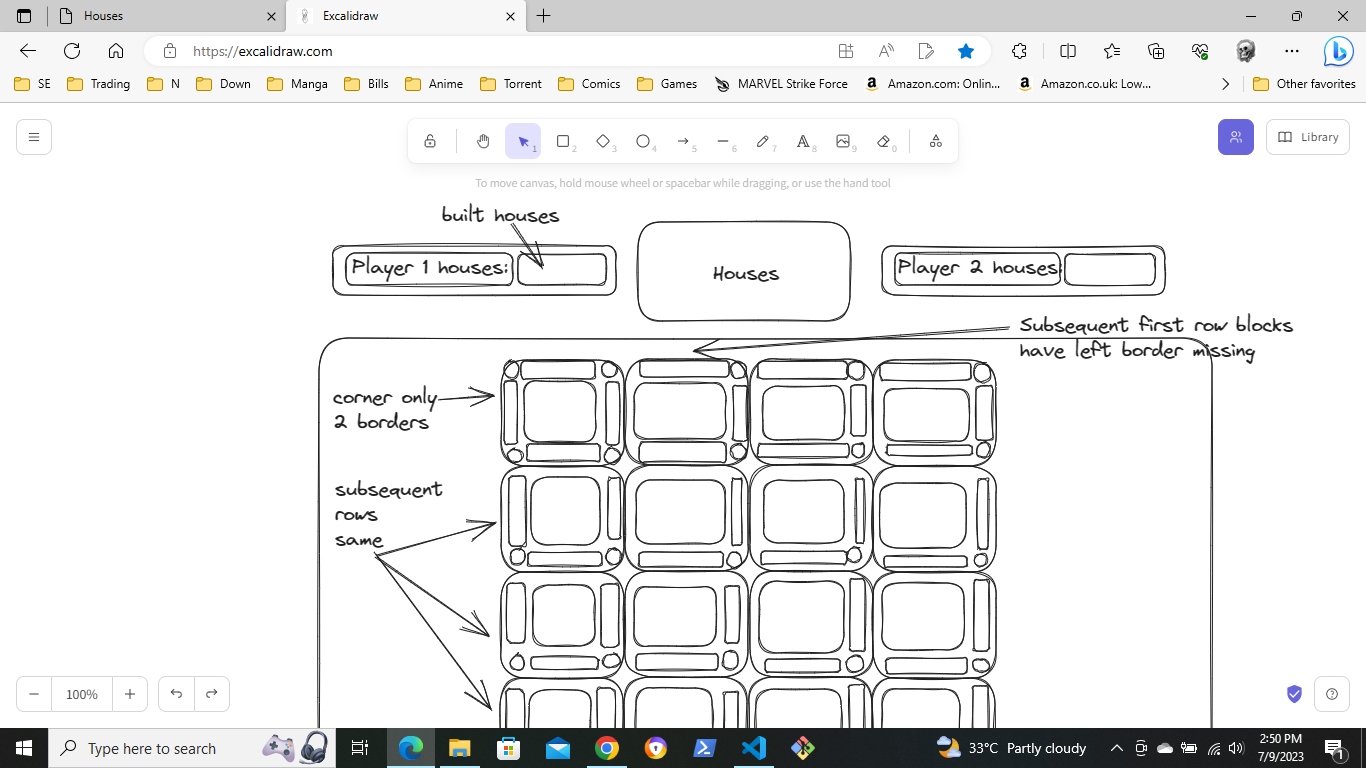 Houses
Excalidraw
https://excalidraw.com
SE
Trading
N
Down
Manga
Bills
Anime
Torrent
Comics
Games
MARVEL Strike Force
Amazon.com: Onlin...
Amazon.co.uk: Low...
Other favorites
1
2
3
4
5
6
7
8
9
0
Library
To move canvas, hold mouse wheel or spacebar while dragging, or use the hand tool
built houses
Player 1 houses:
Houses
Player 2 houses:
Subsequent first row blocks
have left border missing
corner only
2 borders
subsequent
rows
same
100%
Type here to search
33°C Partly cloudy
2:50 PM
7/9/2023
1